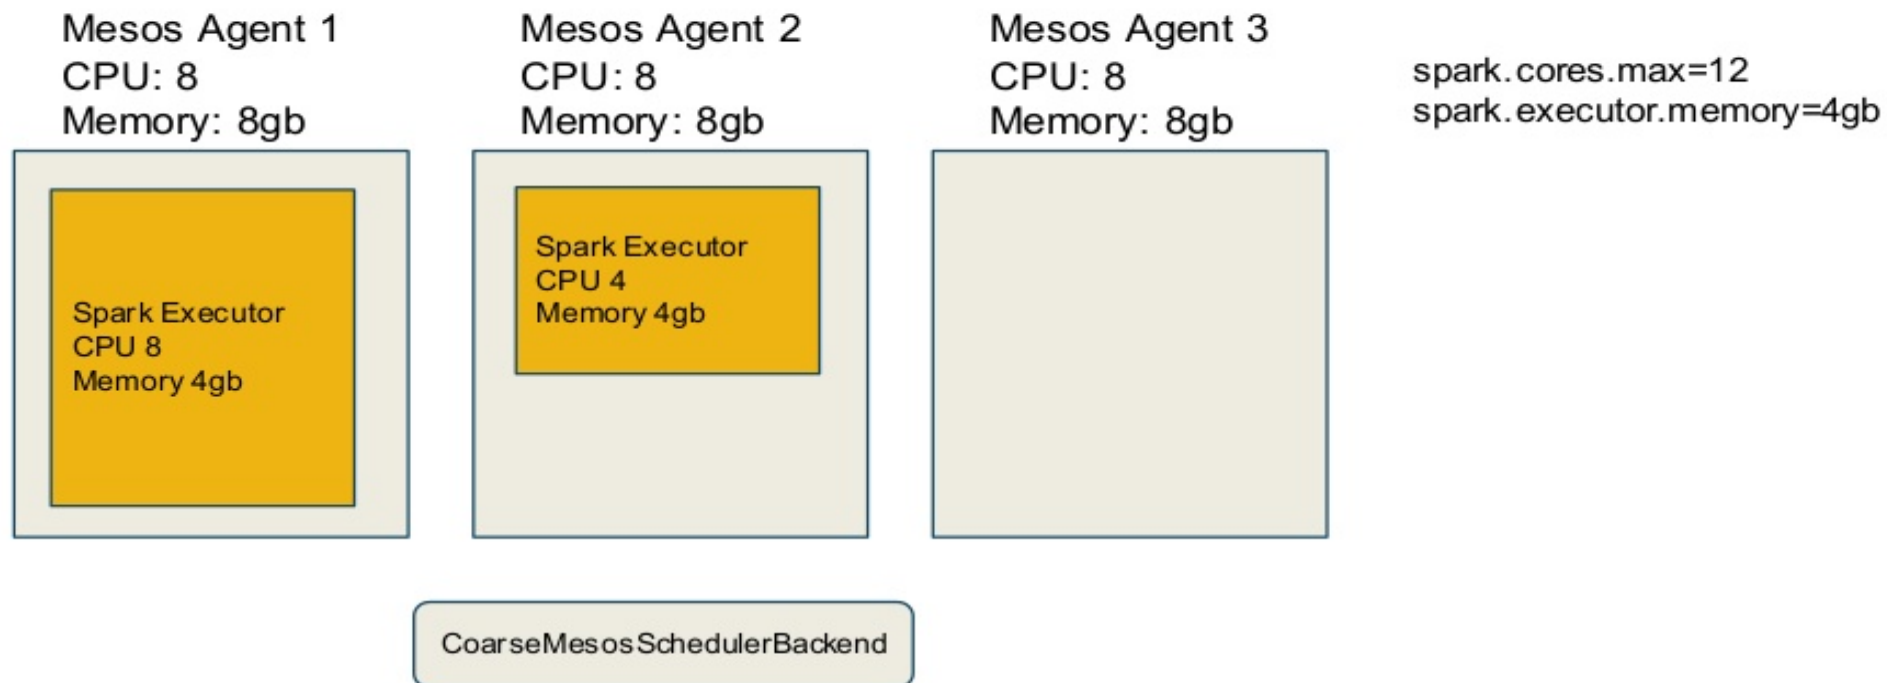 Mesos Agent 1
CPU: 8
Memory: 8gb
Mesos Agent 2
CPU: 8
Memory: 8gb
Mesos Agent 3
CPU: 8
Memory: 8gb
spark.cores.max=12
spark.executor.memory=4gb
Spark Executor
CPU 8
Memory 4gb
Spark Executor
CPU 4
Memory 4gb
CoarseMesosSchedulerBackend